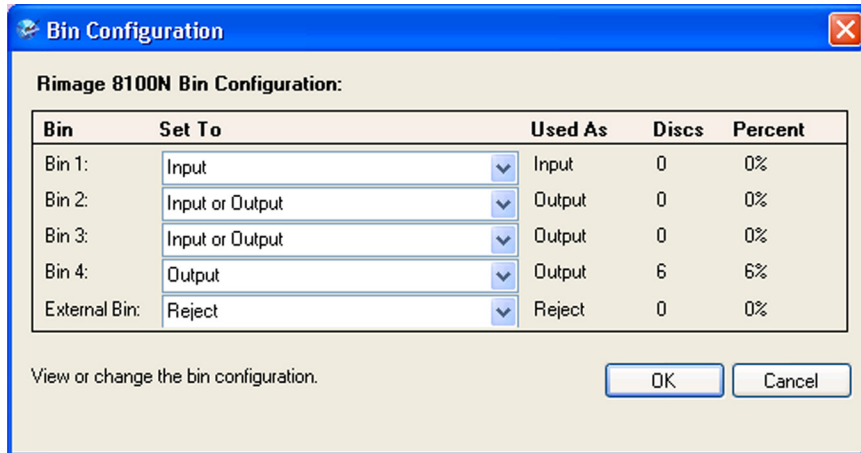 Bin Configuration
Rimage 8100N Bin Configuration:
Bin Set To Used As Discs Percent
Bin 1: Input Input 0 0%
Bin 2: Input or Output Output 0 0%
Bin 3: Input or Output Output 0 0%
Bin 4: Output Output 6 6%
External Bin: Reject Reject 0 0%
View or change the bin configuration. OK Cancel